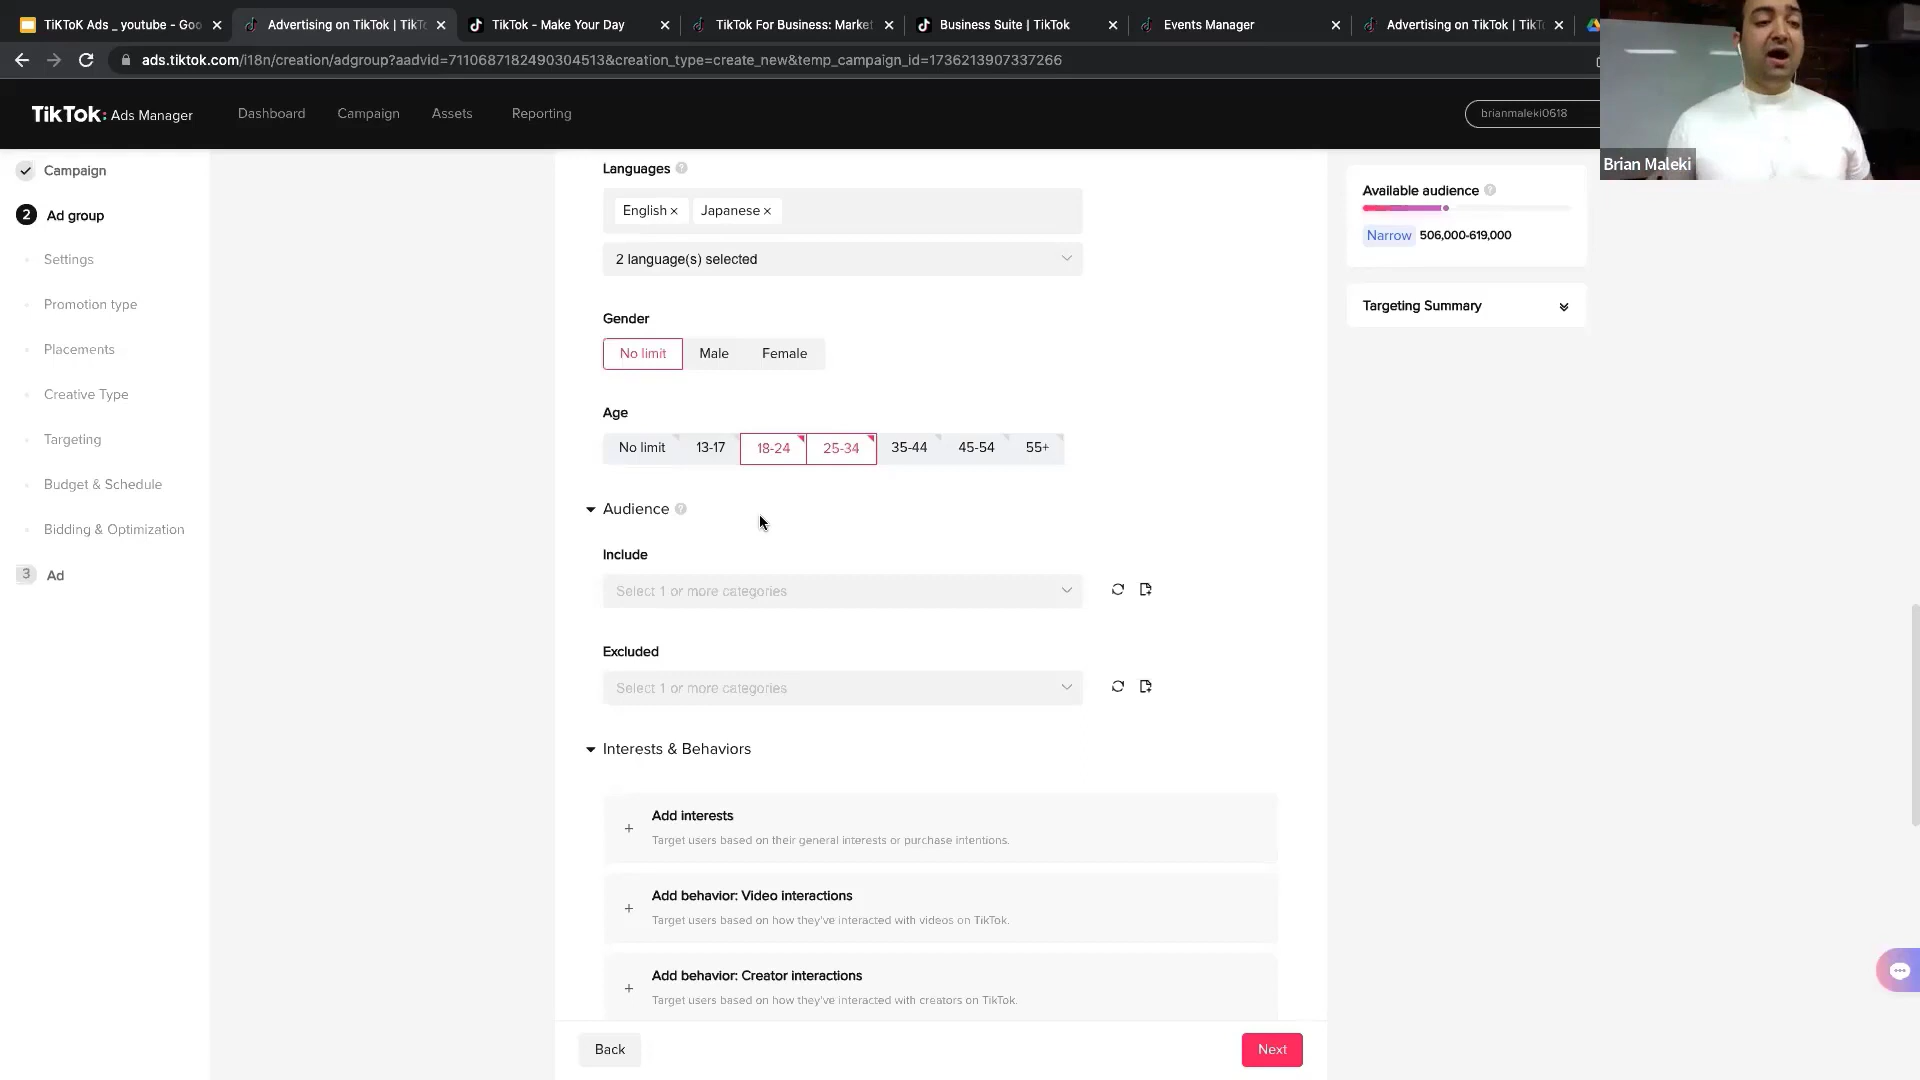 TiKToK Ads _ youtube - Goo
Advertising on TikTok | TikTo
TikTok - Make Your Day
TikTok For Business: Market
Business Suite | TikTok
Events Manager
Advertising on TikTok | TikTo
ads.tiktok.com/i18n/creation/adgroup?aadvid=7110687182490304513&creation_type=create_new&temp_campaign_id=1736213907337266
TikTok: Ads Manager
Dashboard
Campaign
Assets
Reporting
brianmaleki0618
Brian Maleki
Campaign
2 Ad group
Settings
Promotion type
Placements
Creative Type
Targeting
Budget & Schedule
Bidding & Optimization
3 Ad
Languages
English × Japanese ×
2 language(s) selected
Gender
No limit Male Female
Age
No limit 13-17 18-24 25-34 35-44 45-54 55+
Audience
Include
Select 1 or more categories
Excluded
Select 1 or more categories
Interests & Behaviors
Add interests
Target users based on their general interests or purchase intentions.
Add behavior: Video interactions
Target users based on how they've interacted with videos on TikTok.
Add behavior: Creator interactions
Target users based on how they've interacted with creators on TikTok.
Back
Next
Available audience
Narrow 506,000-619,000
Targeting Summary